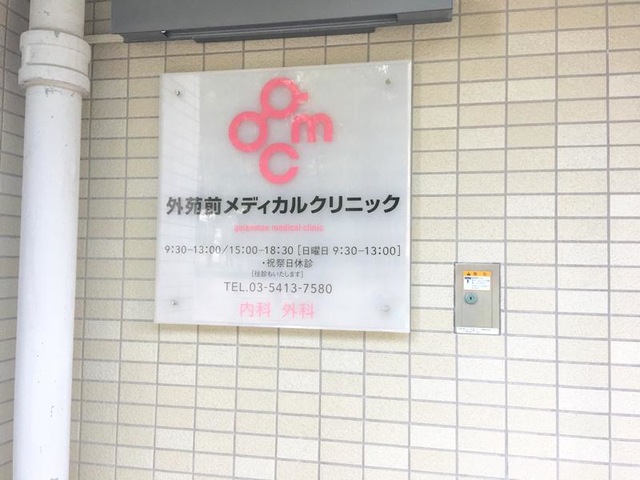 gomc
外苑前メディカルクリニック
gaienmae medical clinic
9:30-13:00/15:00-18:30 [日曜日 9:30-13:00]
・祝祭日休診
[往診もいたします]
TEL.03-5413-7580
内科 外科